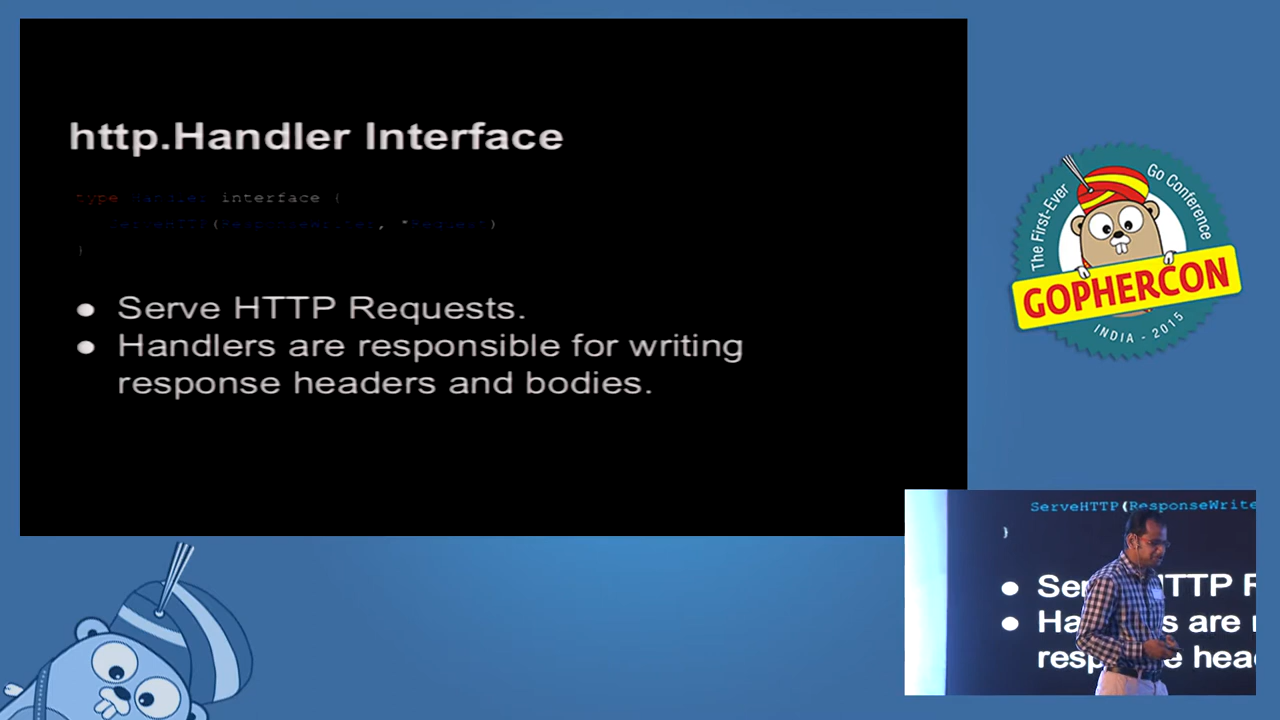 http.Handler Interface
type Handler interface {
ServeHTTP(ResponseWriter, *Request)
}
● Serve HTTP Requests.
● Handlers are responsible for writing
response headers and bodies.
The First-Ever
Go Conference
GOPHERCON
INDIA - 2015
ServeHTTP(ResponseWrite
}
● Ser TTP R
● Ha s are r
resp e head